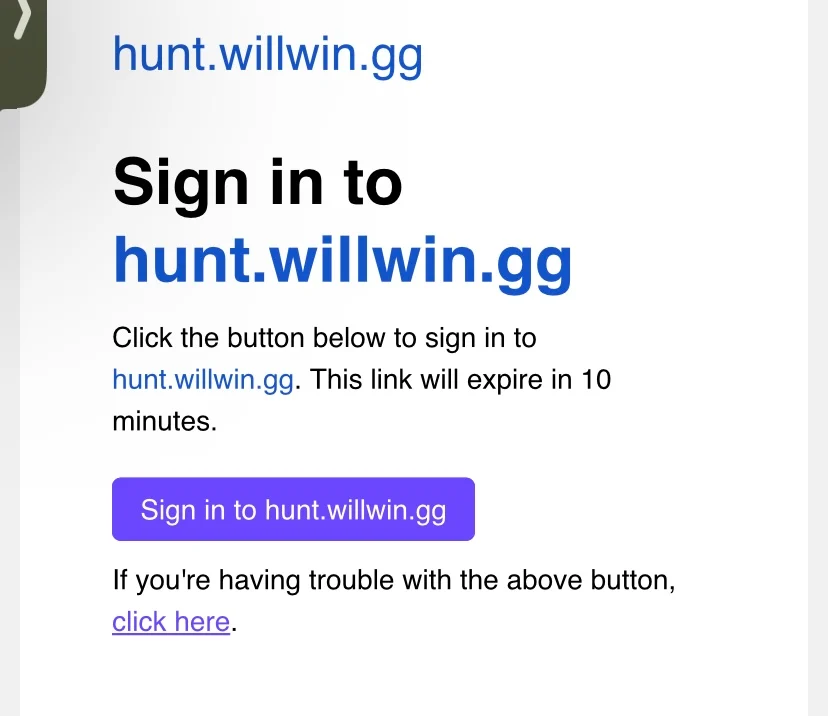 hunt.willwin.gg
Sign in to
hunt.willwin.gg
Click the button below to sign in to
hunt.willwin.gg. This link will expire in 10
minutes.
Sign in to hunt.willwin.gg
If you're having trouble with the above button,
click here.